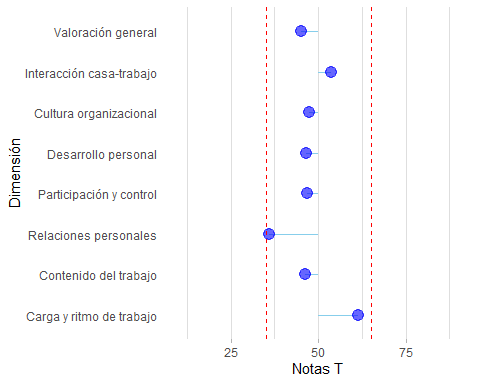 Valoración general
Interacción casa-trabajo
Cultura organizacional
Desarrollo personal
Participación y control
Relaciones personales
Contenido del trabajo
Carga y ritmo de trabajo
Dimensión
25 50 75
Notas T